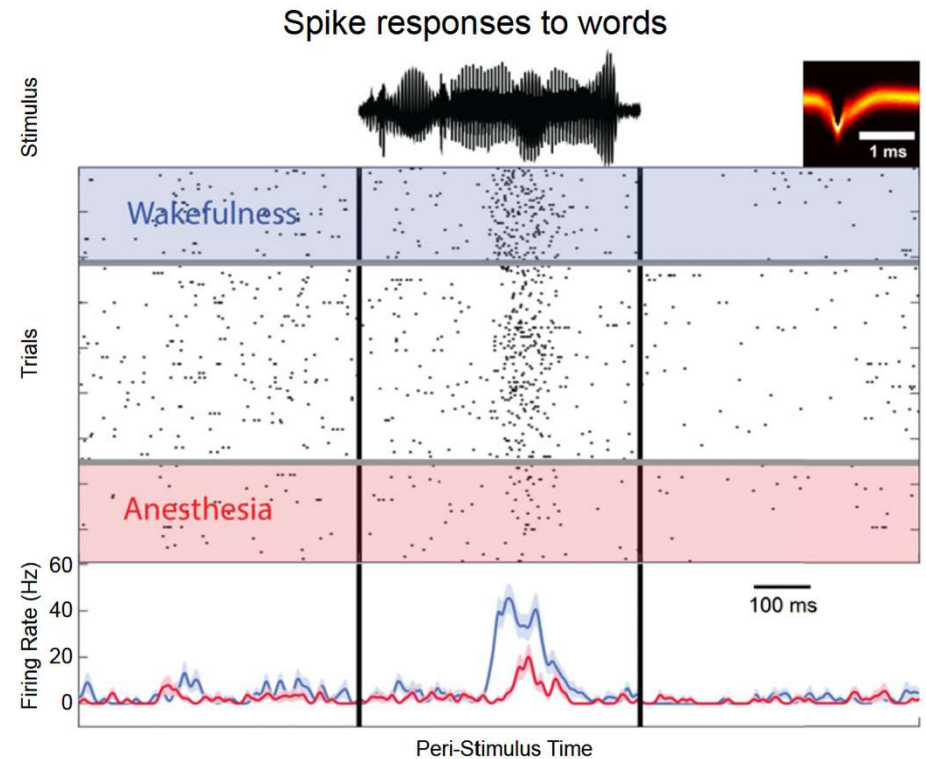 Spike responses to words
Stimulus
1 ms
Wakefulness
Trials
Anesthesia
Firing Rate (Hz)
60
40
20
0
100 ms
Peri-Stimulus Time